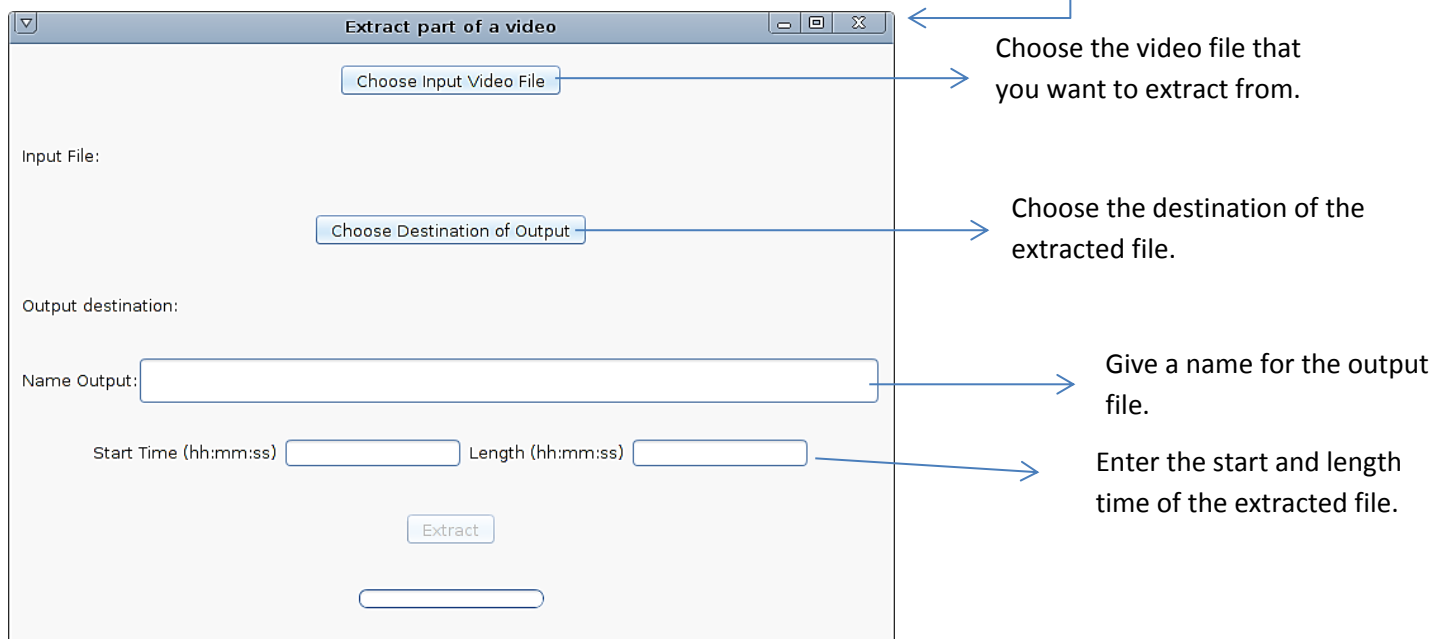 Extract part of a video
Choose Input Video File
Choose the video file that
you want to extract from.
Input File:
Choose Destination of Output
Choose the destination of the
extracted file.
Output destination:
Name Output:
Give a name for the output
file.
Start Time (hh:mm:ss) Length (hh:mm:ss)
Enter the start and length
time of the extracted file.
Extract